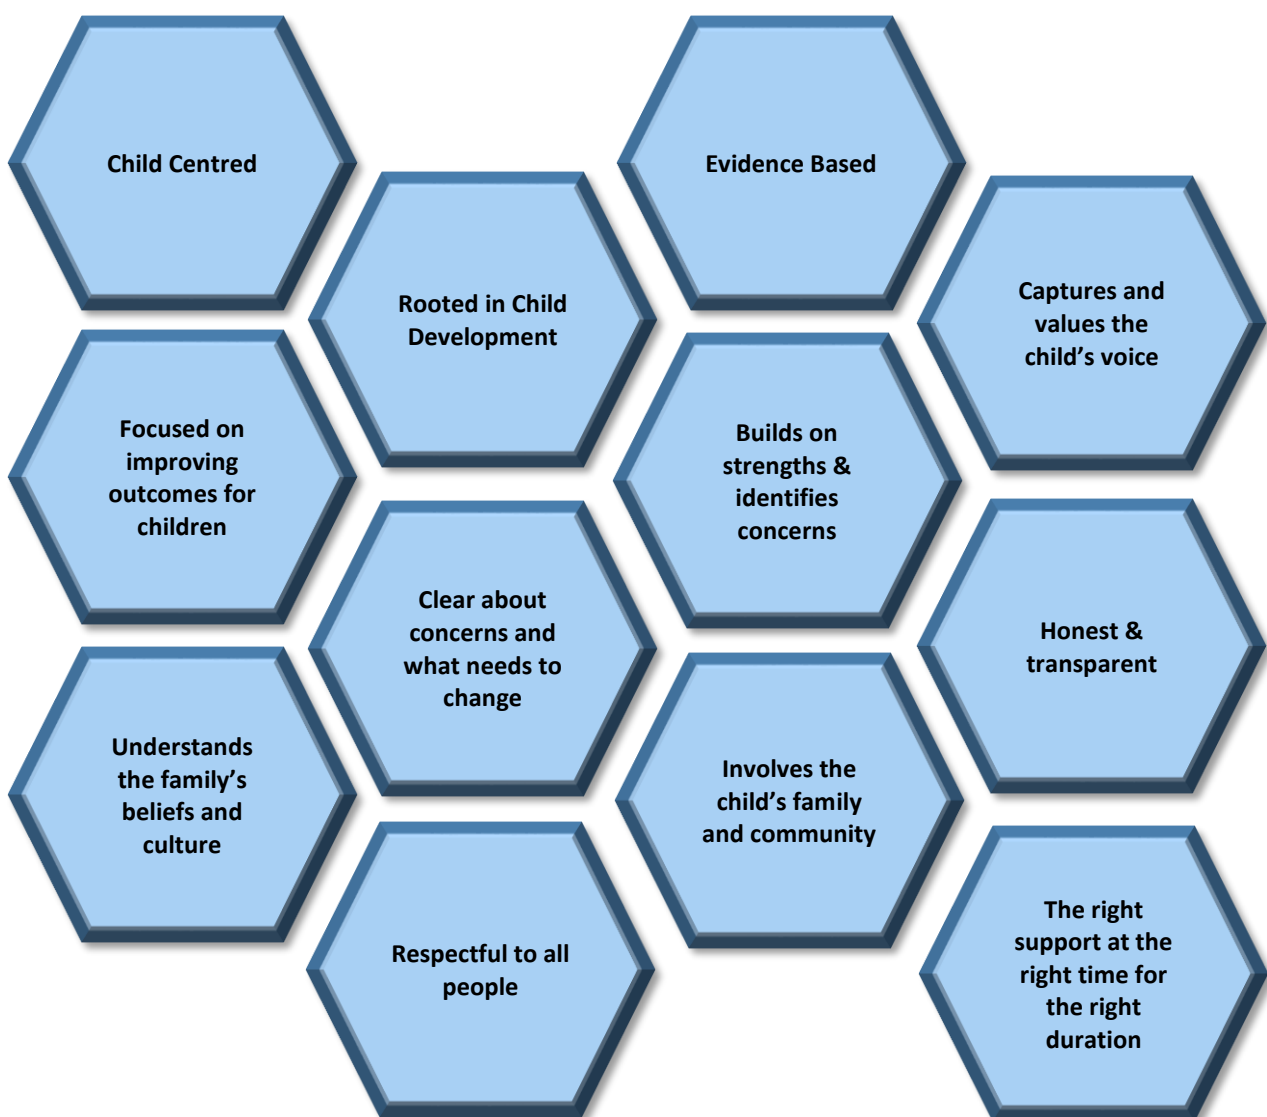 Child Centred
Evidence Based
Rooted in Child
Development
Captures and
values the
child’s voice
Focused on
improving
outcomes for
children
Builds on
strengths &
identifies
concerns
Clear about
concerns and
what needs to
change
Honest &
transparent
Understands
the family’s
beliefs and
culture
Involves the
child’s family
and community
Respectful to all
people
The right
support at the
right time for
the right
duration